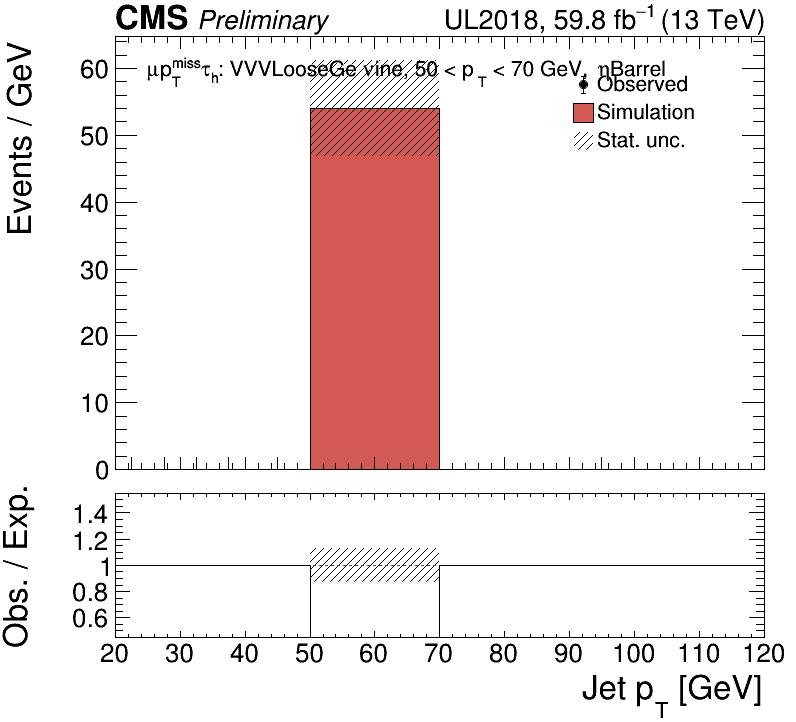 CMS Preliminary UL2018, 59.8 fb⁻¹ (13 TeV)
μp_T^miss τ_h: VVVLooseGe vine, 50 < p_T < 70 GeV, ηBarrel
Observed
Simulation
Stat. unc.
Events / GeV
60
50
40
30
20
10
0
Obs. / Exp.
1.4
1.2
1
0.8
0.6
20 30 40 50 60 70 80 90 100 110 120
Jet p_T [GeV]